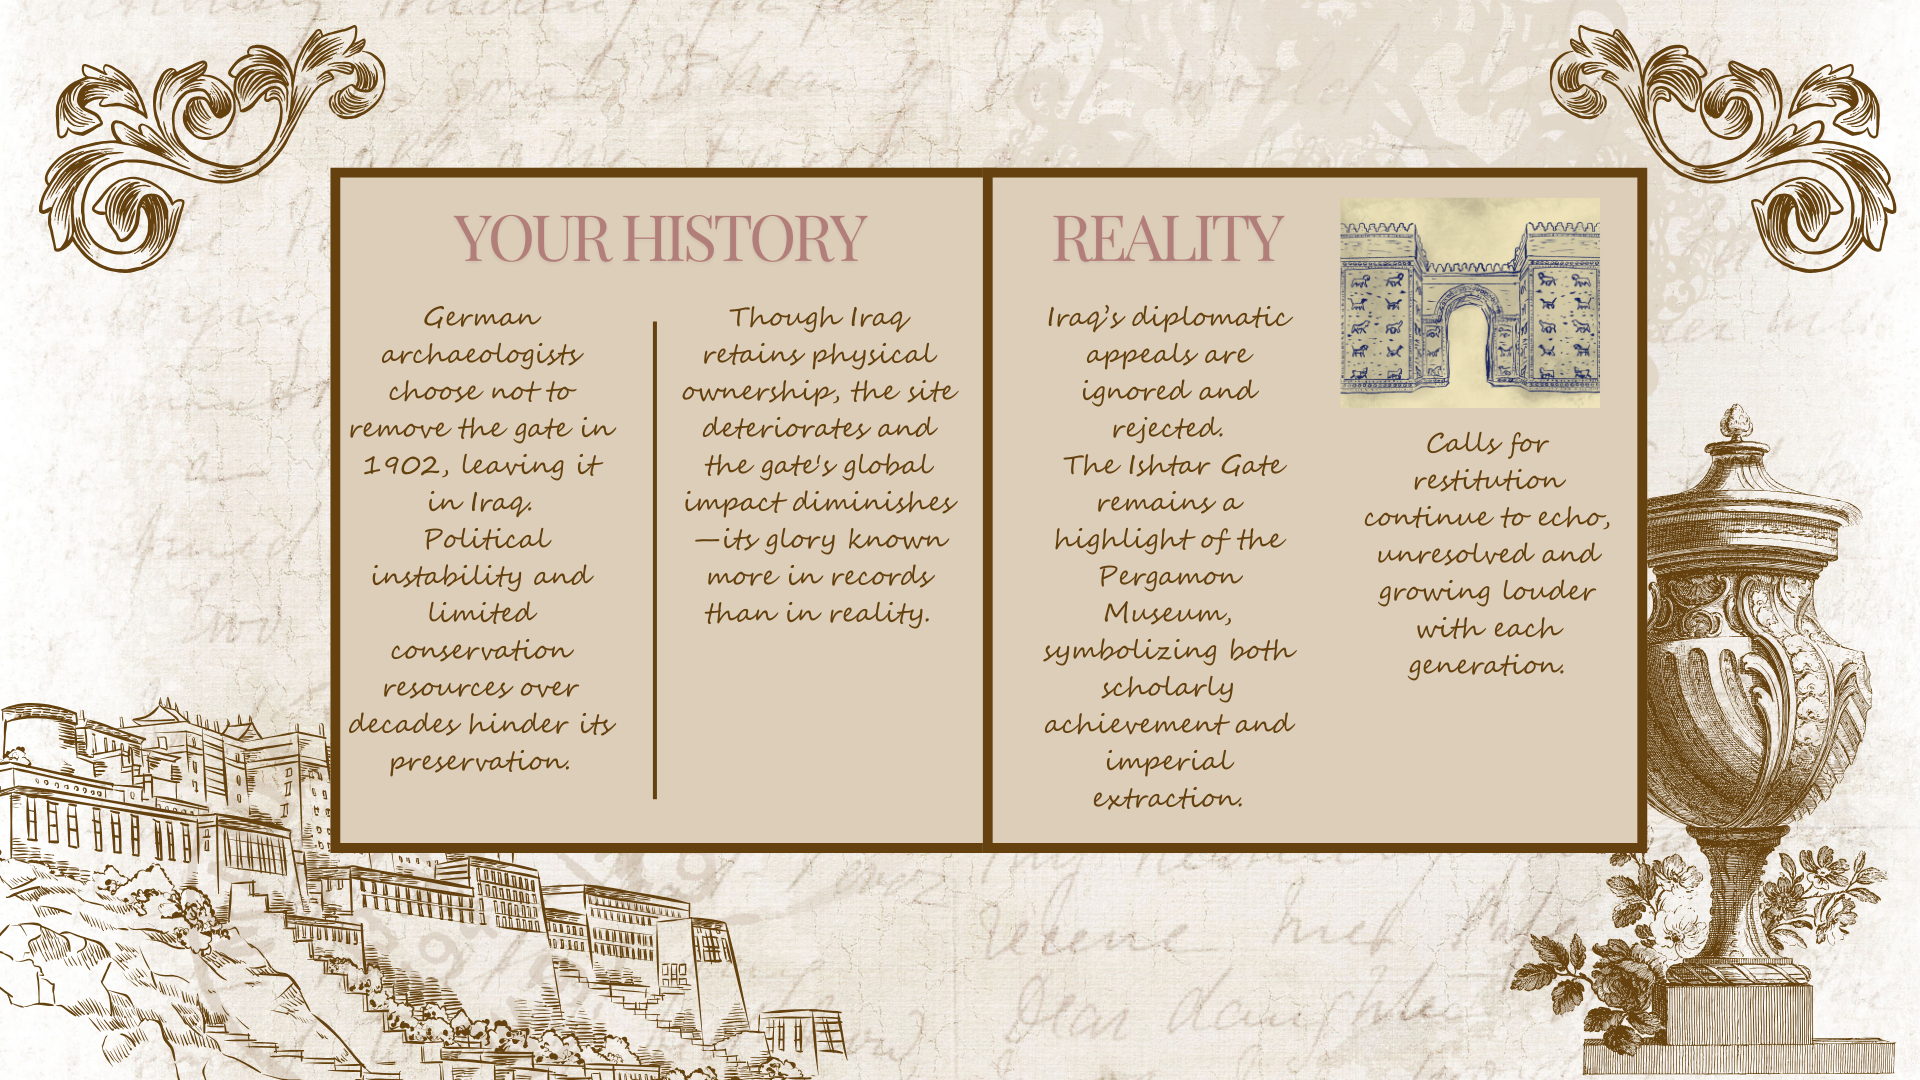 YOUR HISTORY
German
archaeologists
choose not to
remove the gate in
1902, leaving it
in Iraq.
Political
instability and
limited
conservation
resources over
decades hinder its
preservation.
Though Iraq
retains physical
ownership, the site
deteriorates and
the gate's global
impact diminishes
—its glory known
more in records
than in reality.
REALITY
Iraq’s diplomatic
appeals are
ignored and
rejected.
The Ishtar Gate
remains a
highlight of the
Pergamon
Museum,
symbolizing both
scholarly
achievement and
imperial
extraction.
Calls for
restitution
continue to echo,
unresolved and
growing louder
with each
generation.
Dear daughter